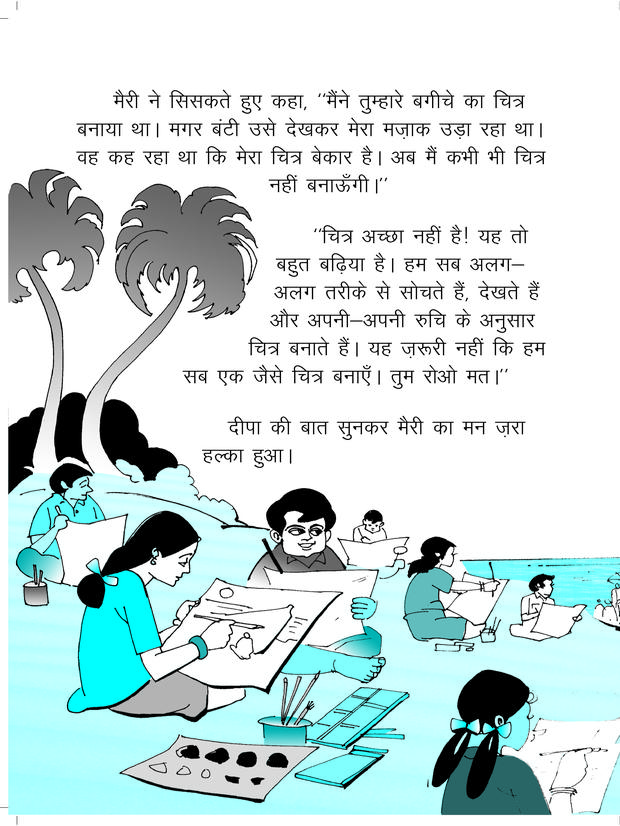 मैरी ने सिसकते हुए कहा, ‘‘मैंने तुम्हारे बगीचे का चित्र
बनाया था। मगर बंटी उसे देखकर मेरा मज़ाक उड़ा रहा था।
वह कह रहा था कि मेरा चित्र बेकार है। अब मैं कभी भी चित्र
नहीं बनाऊँगी।’’
‘‘चित्र अच्छा नहीं है! यह तो
बहुत बढ़िया है। हम सब अलग–
अलग तरीके से सोचते हैं, देखते हैं
और अपनी–अपनी रुचि के अनुसार
चित्र बनाते हैं। यह ज़रूरी नहीं कि हम
सब एक जैसे चित्र बनाएँ। तुम रोओ मत।’’
दीपा की बात सुनकर मैरी का मन ज़रा
हल्का हुआ।